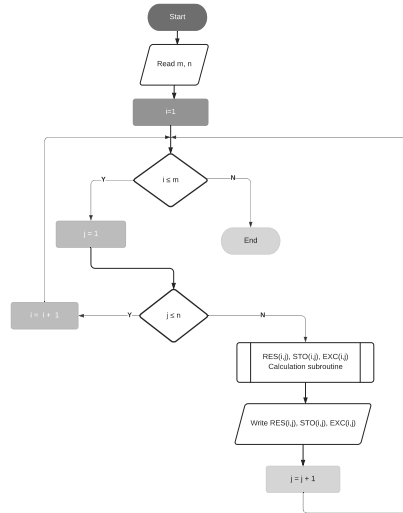 Start
Read m, n
i=1
i ≤ m
Y
N
j = 1
End
i = i + 1
Y
j ≤ n
N
RES(i,j), STO(i,j), EXC(i,j)
Calculation subroutine
Write RES(i,j), STO(i,j), EXC(i,j)
j = j + 1